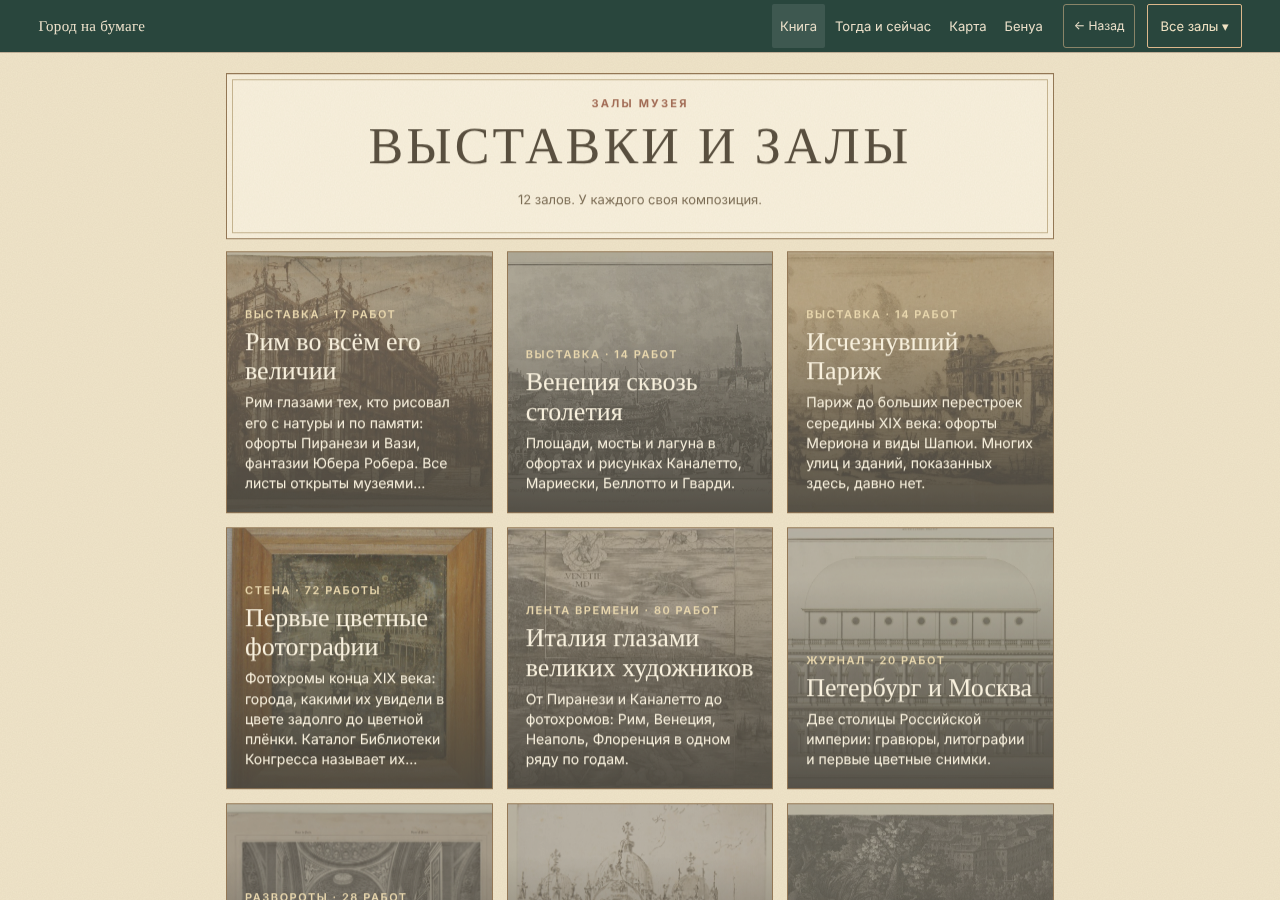 Город на бумаге
Книга
Тогда и сейчас
Карта
Бенуа
← Назад
Все залы ▾
ЗАЛЫ МУЗЕЯ
ВЫСТАВКИ И ЗАЛЫ
12 залов. У каждого своя композиция.
ВЫСТАВКА · 17 РАБОТ
Рим во всём его
величии
Рим глазами тех, кто рисовал
его с натуры и по памяти:
офорты Пиранези и Вази,
фантазии Юбера Робера. Все
листы открыты музеями...
ВЫСТАВКА · 14 РАБОТ
Венеция сквозь
столетия
Площади, мосты и лагуна в
офортах и рисунках Каналетто,
Мариески, Беллотто и Гварди.
ВЫСТАВКА · 14 РАБОТ
Исчезнувший
Париж
Париж до больших перестроек
середины XIX века: офорты
Мериона и виды Шапюи. Многих
улиц и зданий, показанных
здесь, давно нет.
СТЕНА · 72 РАБОТЫ
Первые цветные
фотографии
Фотохромы конца XIX века:
города, какими их увидели в
цвете задолго до цветной
плёнки. Каталог Библиотеки
Конгресса называет их...
VENETIE
MD
ЛЕНТА ВРЕМЕНИ · 80 РАБОТ
Италия глазами
великих художников
От Пиранези и Каналетто до
фотохромов: Рим, Венеция,
Неаполь, Флоренция в одном
ряду по годам.
ЖУРНАЛ · 20 РАБОТ
Петербург и Москва
Две столицы Российской
империи: гравюры, литографии
и первые цветные снимки.
РАЗВОРОТЫ · 28 РАБОТ